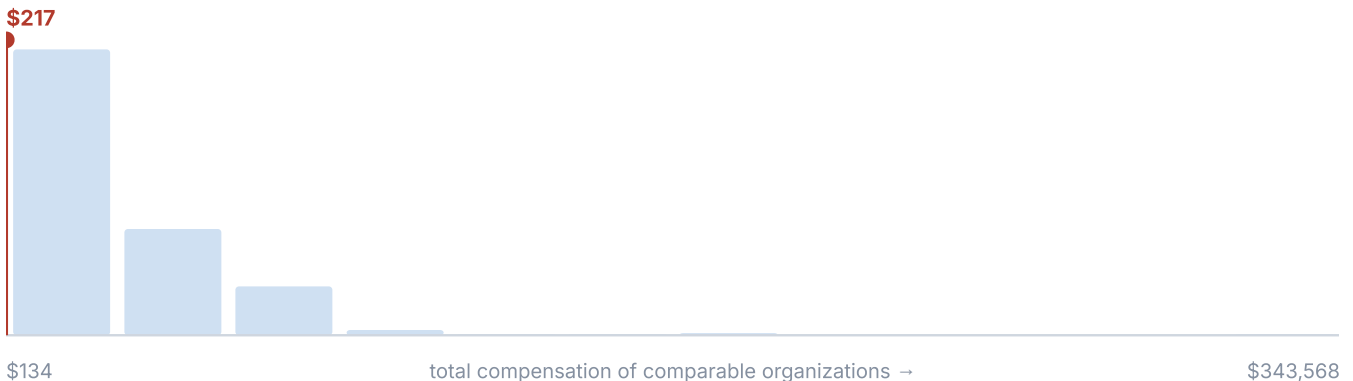 $217
$134 total compensation of comparable organizations → $343,568